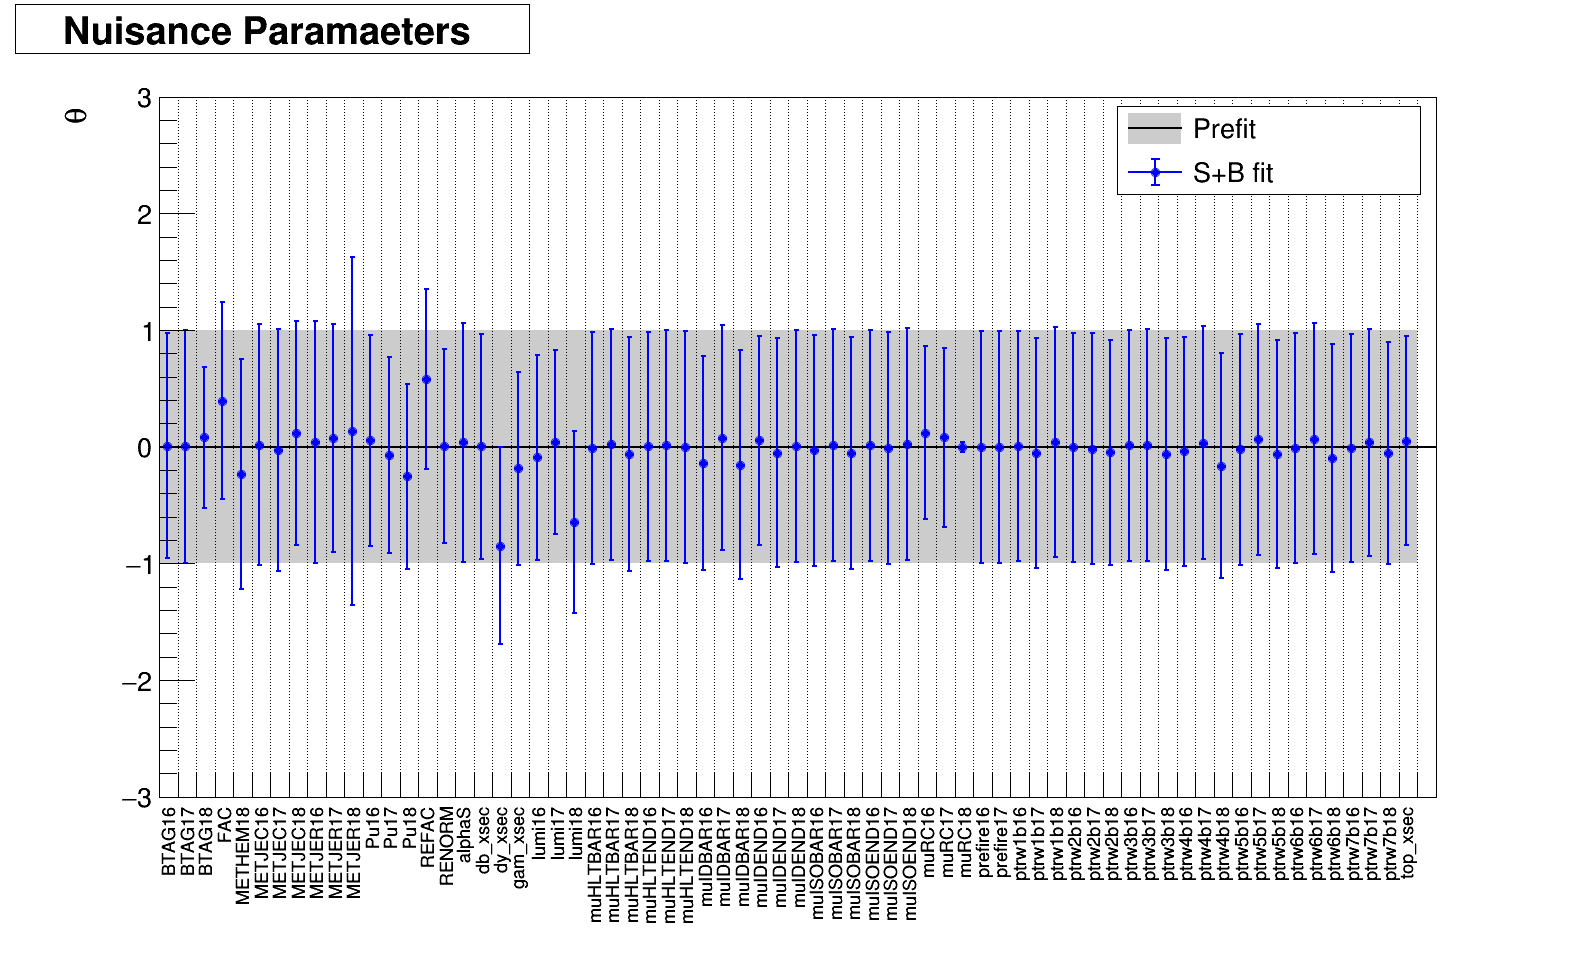 Nuisance Paramaeters
θ
3
2
1
0
−1
−2
−3
Prefit
S+B fit
BTAG16
BTAG17
BTAG18
FAC
METHEM18
METJEC16
METJEC17
METJEC18
METJER16
METJER17
METJER18
Pu16
Pu17
Pu18
REFAC
RENORM
alphaS
db_xsec
dy_xsec
gam_xsec
lumi16
lumi17
lumi18
muHLTBAR16
muHLTBAR17
muHLTBAR18
muHLTEND16
muHLTEND17
muHLTEND18
muIDBAR16
muIDBAR17
muIDBAR18
muIDEND16
muIDEND17
muIDEND18
muISOBAR16
muISOBAR17
muISOBAR18
muISOEND16
muISOEND17
muISOEND18
muRC16
muRC17
muRC18
prefire16
prefire17
ptrw1b16
ptrw1b17
ptrw1b18
ptrw2b16
ptrw2b17
ptrw2b18
ptrw3b16
ptrw3b17
ptrw3b18
ptrw4b16
ptrw4b17
ptrw4b18
ptrw5b16
ptrw5b17
ptrw5b18
ptrw6b16
ptrw6b17
ptrw6b18
ptrw7b16
ptrw7b17
ptrw7b18
top_xsec